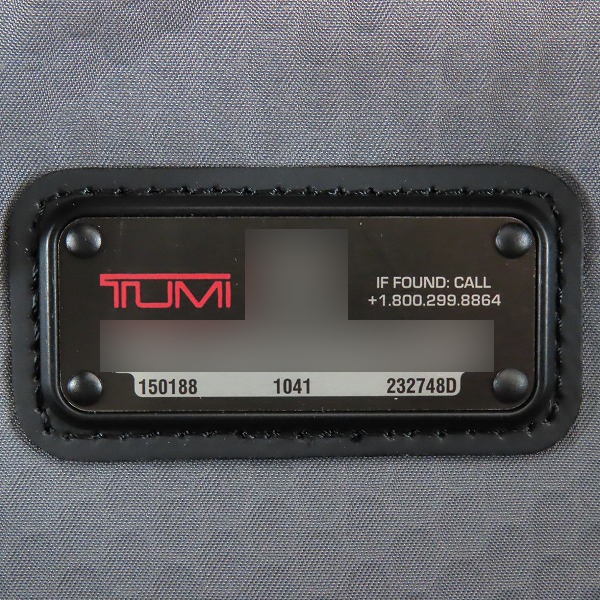 TUMI
IF FOUND: CALL
+1.800.299.8864
150188 1041 232748D